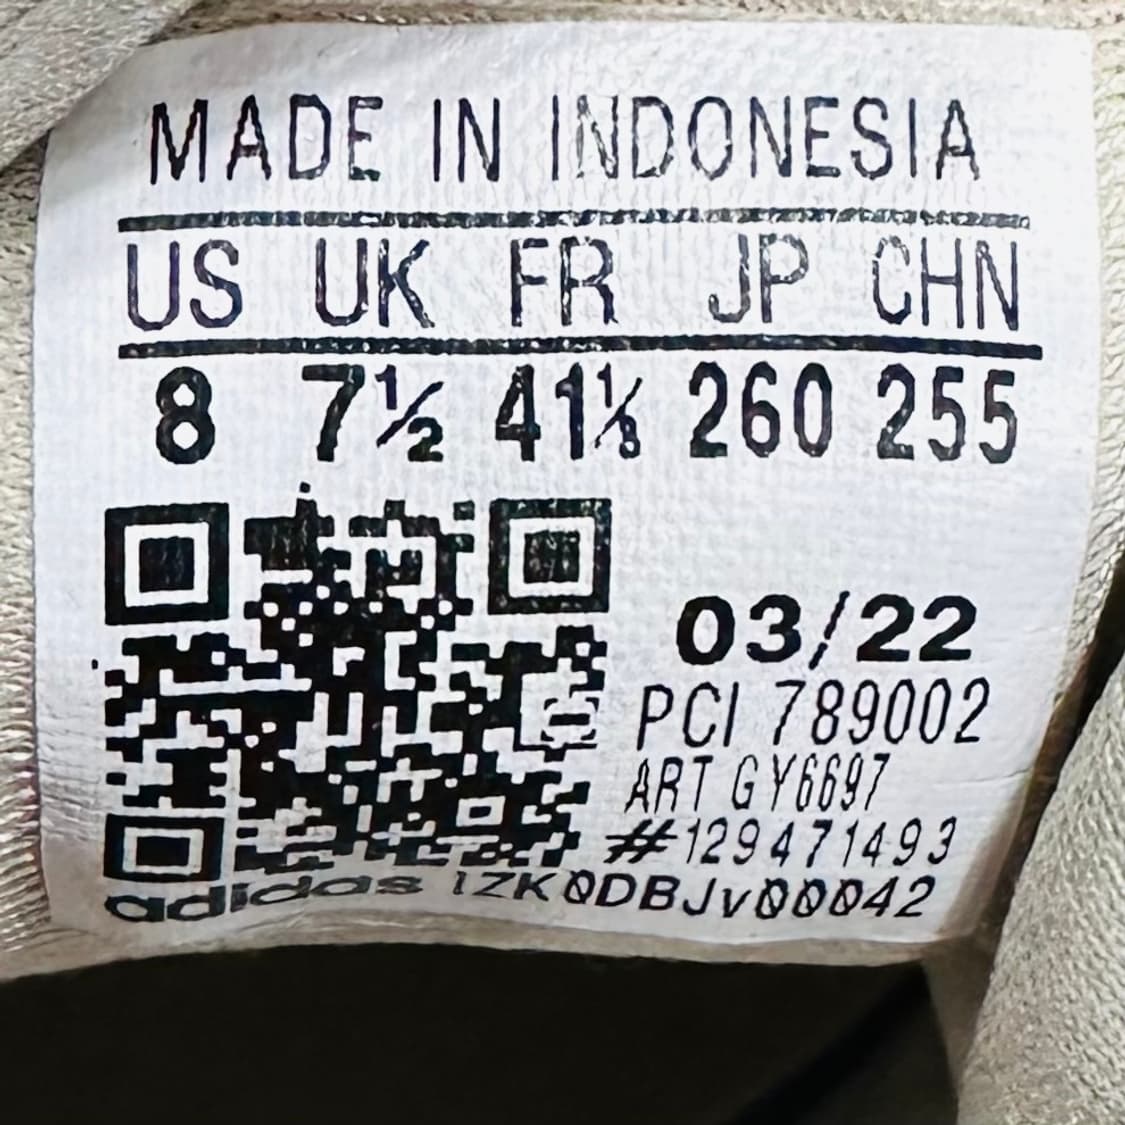 MADE IN INDONESIA
US UK FR JP CHN
8 7½ 41⅓ 260 255
03/22
PCI 789002
ART GY6697
#129471493
adidas 1ZK0DBJv00042